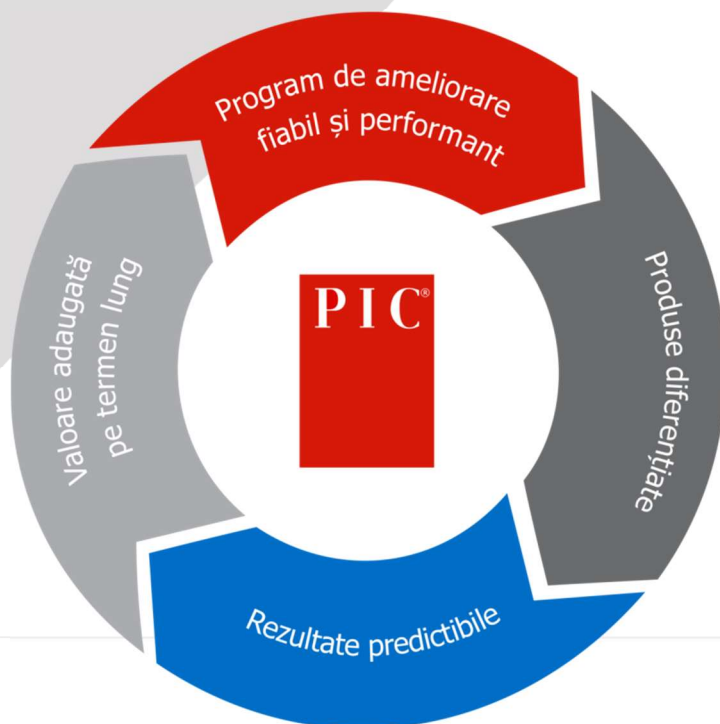 Program de ameliorare
fiabil și performant
Produse diferențiate
Rezultate predictibile
Valoare adaugată
pe termen lung
PIC®